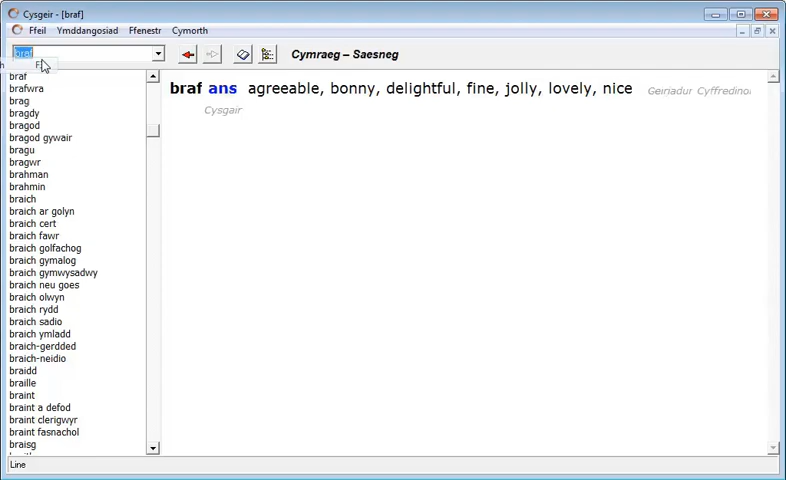 Cysgeir - [braf]
Ffeil Ymddangosiad Ffenestr Cymorth
braf
Cymraeg – Saesneg
h F
braf
brafwra
brag
bragdy
bragod
bragod gywair
bragu
bragwr
brahman
brahmin
braich
braich ar golyn
braich cert
braich fawr
braich golfachog
braich gymalog
braich gymwysadwy
braich neu goes
braich olwyn
braich rydd
braich sadio
braich ymladd
braich-gerdded
braich-neidio
braidd
braille
braint
braint a defod
braint clerigwyr
braint fasnachol
braisg
braf ans agreeable, bonny, delightful, fine, jolly, lovely, nice Geiriadur Cyffredinol
Cysgair
Line